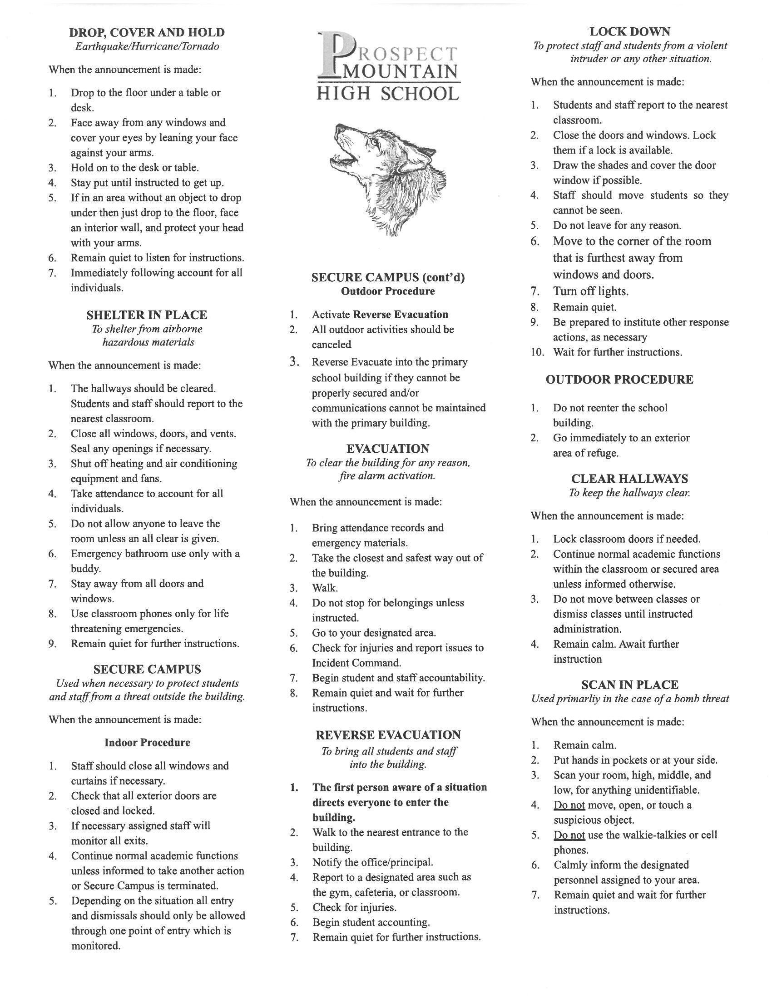 DROP, COVER AND HOLD
Earthquake/Hurricane/Tornado
When the announcement is made:
1. Drop to the floor under a table or
desk.
2. Face away from any windows and
cover your eyes by leaning your face
against your arms.
3. Hold on to the desk or table.
4. Stay put until instructed to get up.
5. If in an area without an object to drop
under then just drop to the floor, face
an interior wall, and protect your head
with your arms.
6. Remain quiet to listen for instructions.
7. Immediately following account for all
individuals.
SHELTER IN PLACE
To shelter from airborne
hazardous materials
When the announcement is made:
1. The hallways should be cleared.
Students and staff should report to the
nearest classroom.
2. Close all windows, doors, and vents.
Seal any openings if necessary.
3. Shut off heating and air conditioning
equipment and fans.
4. Take attendance to account for all
individuals.
5. Do not allow anyone to leave the
room unless an all clear is given.
6. Emergency bathroom use only with a
buddy.
7. Stay away from all doors and
windows.
8. Use classroom phones only for life
threatening emergencies.
9. Remain quiet for further instructions.
SECURE CAMPUS
Used when necessary to protect students
and staff from a threat outside the building.
When the announcement is made:
Indoor Procedure
1. Staff should close all windows and
curtains if necessary.
2. Check that all exterior doors are
closed and locked.
3. If necessary assigned staff will
monitor all exits.
4. Continue normal academic functions
unless informed to take another action
or Secure Campus is terminated.
5. Depending on the situation all entry
and dismissals should only be allowed
through one point of entry which is
monitored.
PROSPECT
MOUNTAIN
HIGH SCHOOL
SECURE CAMPUS (cont'd)
Outdoor Procedure
1. Activate Reverse Evacuation
2. All outdoor activities should be
canceled
3. Reverse Evacuate into the primary
school building if they cannot be
properly secured and/or
communications cannot be maintained
with the primary building.
EVACUATION
To clear the building for any reason,
fire alarm activation.
When the announcement is made:
1. Bring attendance records and
emergency materials.
2. Take the closest and safest way out of
the building.
3. Walk.
4. Do not stop for belongings unless
instructed.
5. Go to your designated area.
6. Check for injuries and report issues to
Incident Command.
7. Begin student and staff accountability.
8. Remain quiet and wait for further
instructions.
REVERSE EVACUATION
To bring all students and staff
into the building.
1. The first person aware of a situation
directs everyone to enter the
building.
2. Walk to the nearest entrance to the
building.
3. Notify the office/principal.
4. Report to a designated area such as
the gym, cafeteria, or classroom.
5. Check for injuries.
6. Begin student accounting.
7. Remain quiet for further instructions.
LOCK DOWN
To protect staff and students from a violent
intruder or any other situation.
When the announcement is made:
1. Students and staff report to the nearest
classroom.
2. Close the doors and windows. Lock
them if a lock is available.
3. Draw the shades and cover the door
window if possible.
4. Staff should move students so they
cannot be seen.
5. Do not leave for any reason.
6. Move to the corner of the room
that is furthest away from
windows and doors.
7. Turn off lights.
8. Remain quiet.
9. Be prepared to institute other response
actions, as necessary
10. Wait for further instructions.
OUTDOOR PROCEDURE
1. Do not reenter the school
building.
2. Go immediately to an exterior
area of refuge.
CLEAR HALLWAYS
To keep the hallways clear.
When the announcement is made:
1. Lock classroom doors if needed.
2. Continue normal academic functions
within the classroom or secured area
unless informed otherwise.
3. Do not move between classes or
dismiss classes until instructed
administration.
4. Remain calm. Await further
instruction
SCAN IN PLACE
Used primarliy in the case of a bomb threat
When the announcement is made:
1. Remain calm.
2. Put hands in pockets or at your side.
3. Scan your room, high, middle, and
low, for anything unidentifiable.
4. Do not move, open, or touch a
suspicious object.
5. Do not use the walkie-talkies or cell
phones.
6. Calmly inform the designated
personnel assigned to your area.
7. Remain quiet and wait for further
instructions.